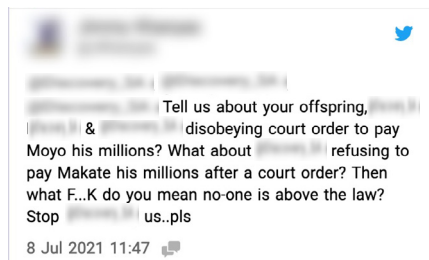 Tell us about your offspring,
& disobeying court order to pay
Moyo his millions? What about refusing to
pay Makate his millions after a court order? Then
what F...K do you mean no-one is above the law?
Stop us..pls
8 Jul 2021 11:47